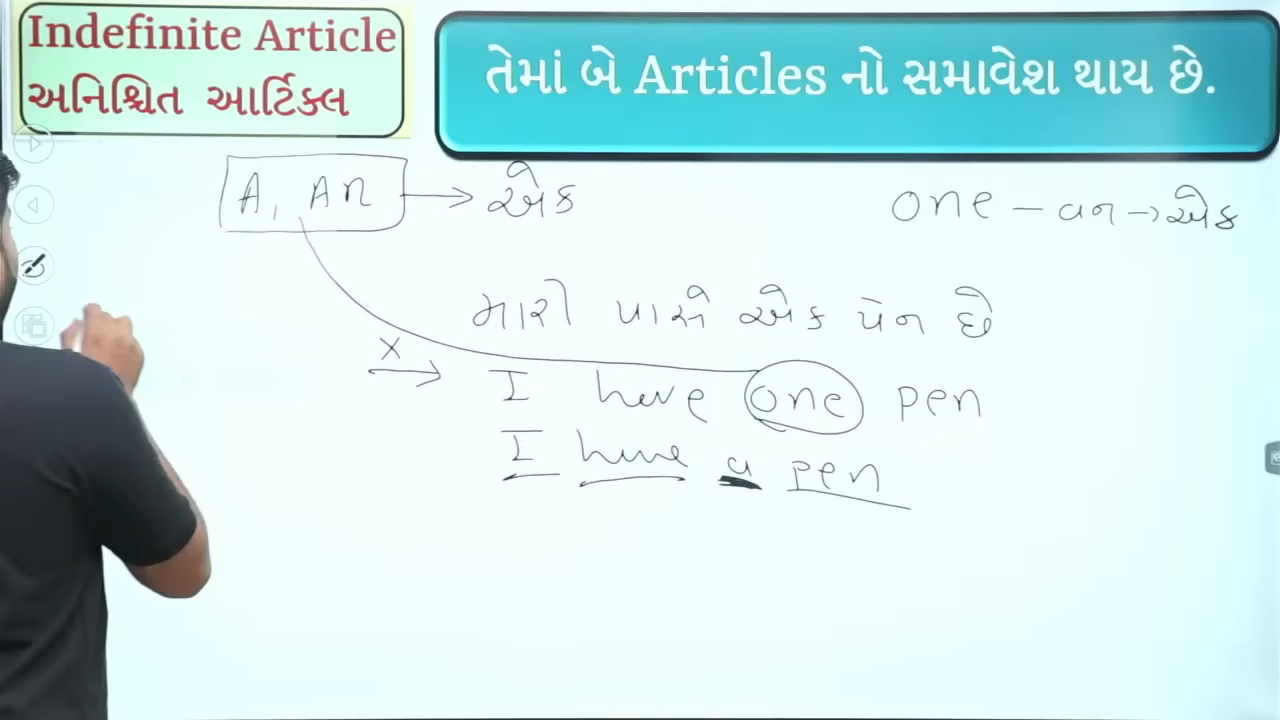 Indefinite Article
અનિશ્ચિત આર્ટિકલ
તેમાં બે Articles નો સમાવેશ થાય છે.
A, An → એક
one – વન → એક
મારી પાસે એક પેન છે
x → I have one pen
I have a pen